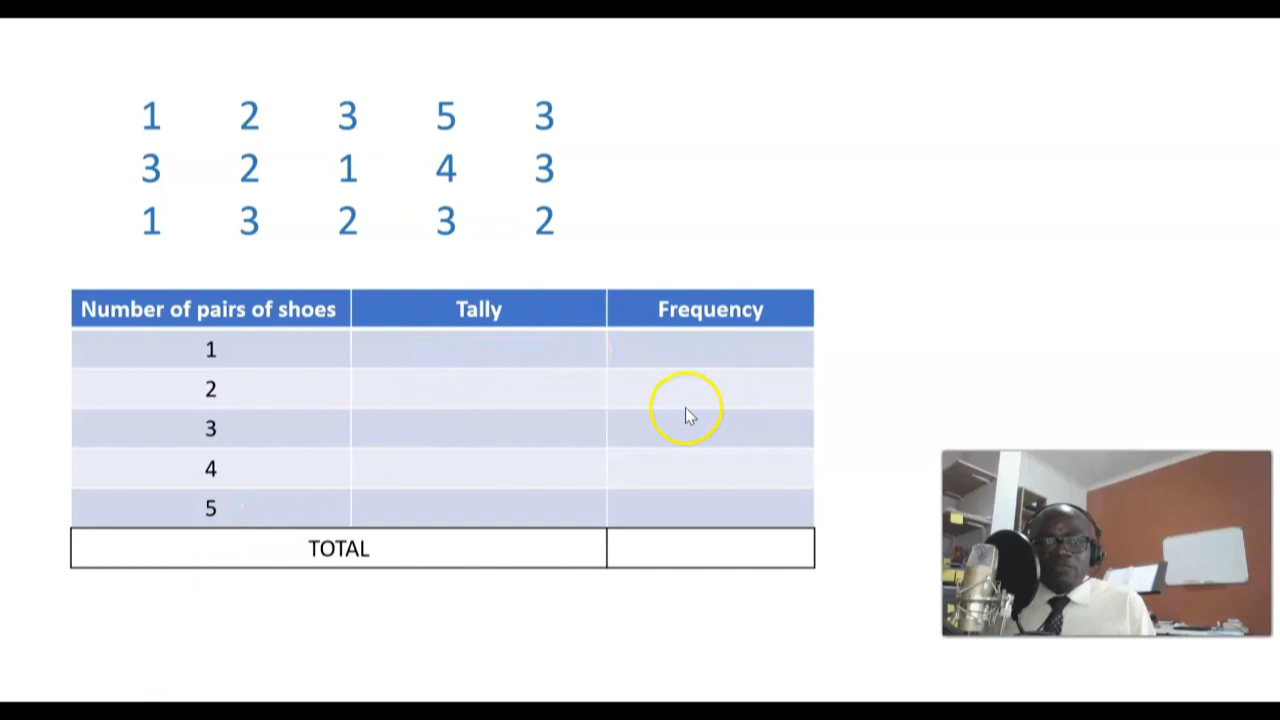 1 2 3 5 3
3 2 1 4 3
1 3 2 3 2
Number of pairs of shoes Tally Frequency
1
2
3
4
5
TOTAL